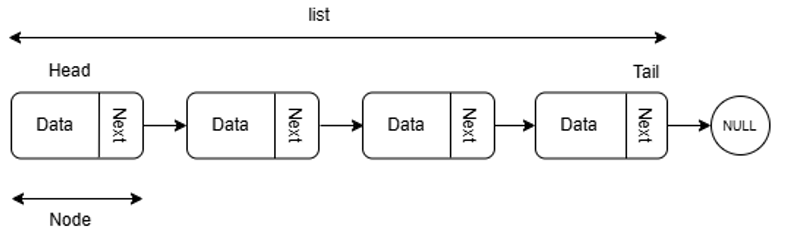 list
Head
Tail
Data Next
Data Next
Data Next
Data Next
NULL
Node